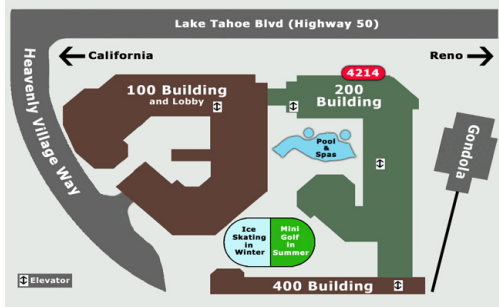 Lake Tahoe Blvd (Highway 50)
California
Reno
4214
100 Building
and Lobby
200
Building
Heavenly Village Way
Pool
&
Spas
Gondola
Ice
Skating
in
Winter
Mini
Golf
in
Summer
Elevator
400 Building